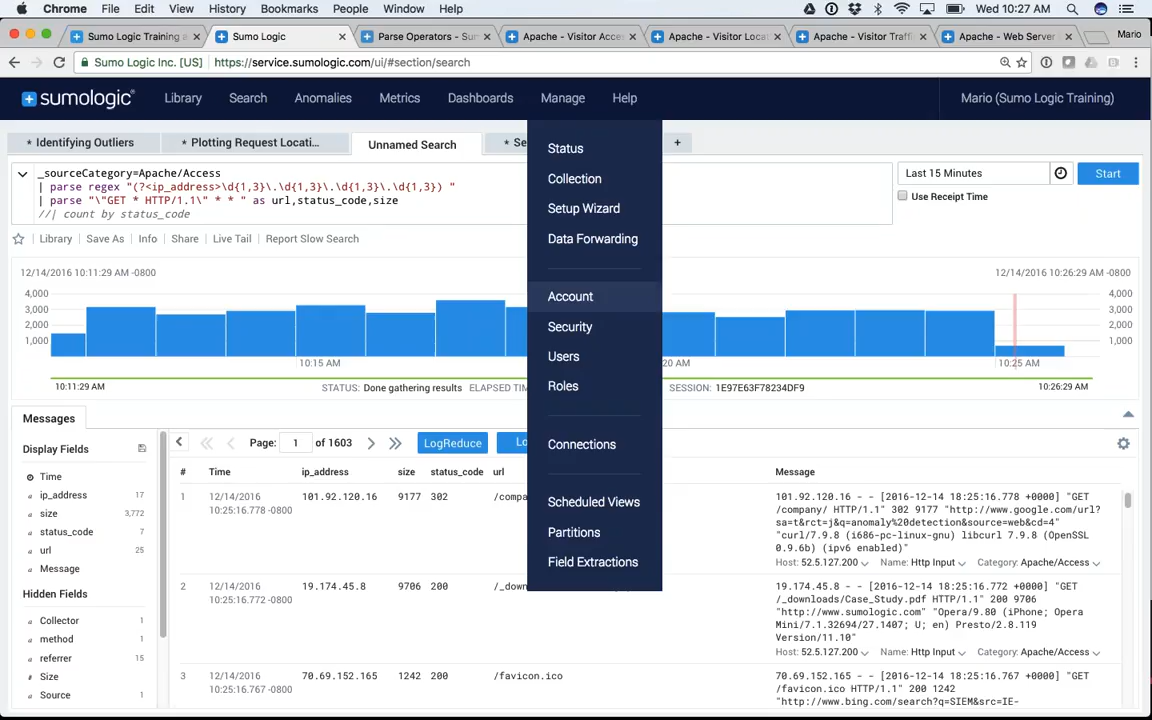 Chrome File Edit View History Bookmarks People Window Help Wed 10:27 AM
Sumo Logic Training a Sumo Logic Parse Operators - Su Apache - Visitor Acces Apache - Visitor Locat Apache - Visitor Traffi Apache - Web Server Mario
Sumo Logic Inc. [US] https://service.sumologic.com/ui/#section/search
sumologic Library Search Anomalies Metrics Dashboards Manage Help Mario (Sumo Logic Training)
* Identifying Outliers * Plotting Request Locati... Unnamed Search * Se +
Status
Collection
Setup Wizard
Data Forwarding
Account
Security
Users
Roles
Connections
Scheduled Views
Partitions
Field Extractions
_sourceCategory=Apache/Access
| parse regex "(?<ip_address>\d{1,3}\.\d{1,3}\.\d{1,3}\.\d{1,3}) "
| parse "\"GET * HTTP/1.1\" * * " as url,status_code,size
//| count by status_code
Last 15 Minutes Start
Use Receipt Time
Library Save As Info Share Live Tail Report Slow Search
12/14/2016 10:11:29 AM -0800 12/14/2016 10:26:29 AM -0800
4,000 4,000
3,000 3,000
2,000 2,000
1,000 1,000
10:15 AM 20 AM 10:25 AM
10:11:29 AM STATUS: Done gathering results ELAPSED TIM SESSION: 1E97E63F78234DF9 10:26:29 AM
Messages
Page: 1 of 1603 LogReduce Lo
Display Fields
Time
ip_address 17
size 3,772
status_code 7
url 25
Message
Hidden Fields
Collector 1
method 1
referrer 15
Size
Source 1
# Time ip_address size status_code url Message
1 12/14/2016 101.92.120.16 9177 302 /compa
10:25:16.778 -0800
101.92.120.16 - - [2016-12-14 18:25:16.778 +0000] "GET
/company/ HTTP/1.1" 302 9177 "http://www.google.com/url?
sa=t&rct=j&q=anomaly%20detection&source=web&cd=4"
"curl/7.9.8 (i686-pc-linux-gnu) libcurl 7.9.8 (OpenSSL
0.9.6b) (ipv6 enabled)"
Host: 52.5.127.200 Name: Http Input Category: Apache/Access
2 12/14/2016 19.174.45.8 9706 200 /_down
10:25:16.772 -0800
19.174.45.8 - - [2016-12-14 18:25:16.772 +0000] "GET
/_downloads/Case_Study.pdf HTTP/1.1" 200 9706
"http://www.sumologic.com" "Opera/9.80 (iPhone; Opera
Mini/7.1.32694/27.1407; U; en) Presto/2.8.119
Version/11.10"
Host: 52.5.127.200 Name: Http Input Category: Apache/Access
3 12/14/2016 70.69.152.165 1242 200 /favicon.ico
10:25:16.767 -0800
70.69.152.165 - - [2016-12-14 18:25:16.767 +0000] "GET
/favicon.ico HTTP/1.1" 200 1242
"http://www.bing.com/search?q=SIEM&src=IE-